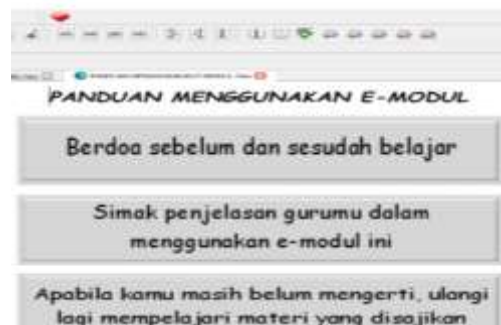 PANDUAN MENGGUNAKAN E-MODUL
Berdoa sebelum dan sesudah belajar
Simak penjelasan gurumu dalam
menggunakan e-modul ini
Apabila kamu masih belum mengerti, ulangi
lagi mempelajari materi yang disajikan